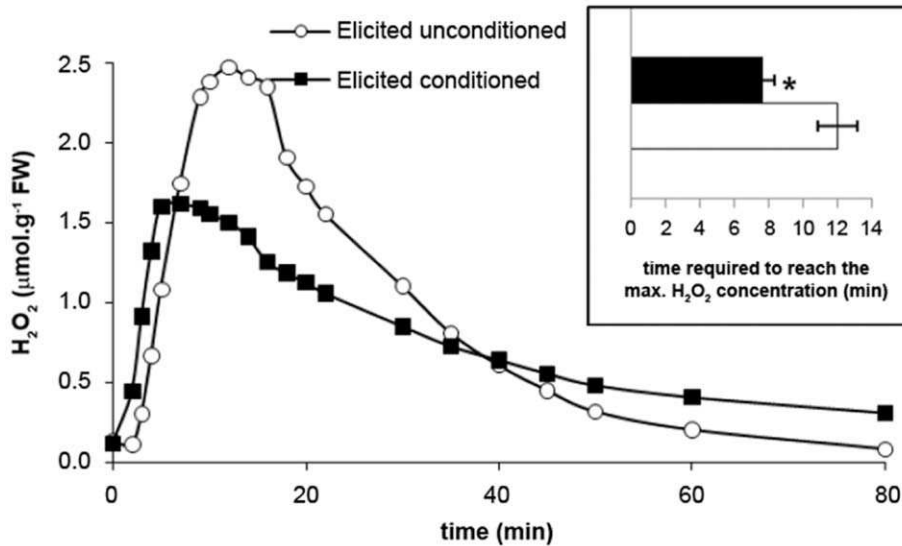 Elicited unconditioned
Elicited conditioned
2.5
2.0
1.5
1.0
0.5
0.0
H₂O₂ (μmol.g⁻¹ FW)
0 20 40 60 80
time (min)
*
0 2 4 6 8 10 12 14
time required to reach the
max. H₂O₂ concentration (min)